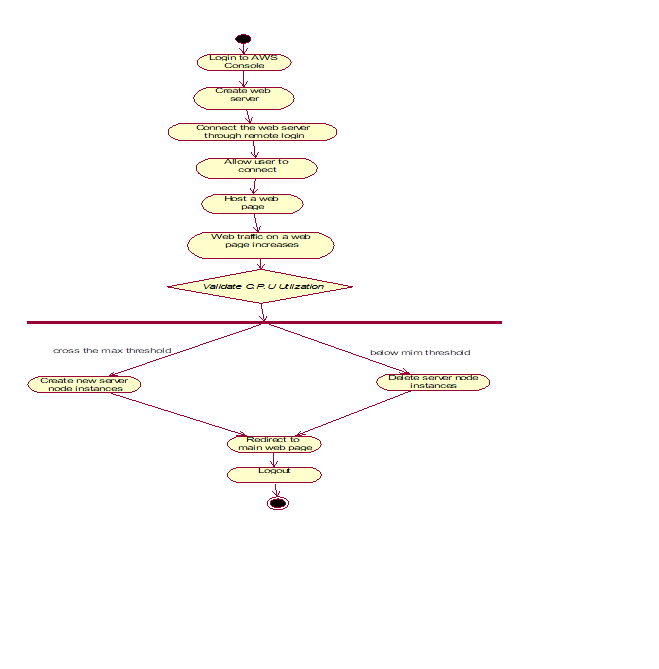 Login to AWS
Console
Create web
server
Connect the web server
through remote login
Allow user to
connect
Host a web
page
Web traffic on a web
page increases
Validate C.P.U Utilization
cross the max threshold
below mim threshold
Create new server
node instances
Delete server node
instances
Redirect to
main web page
Logout